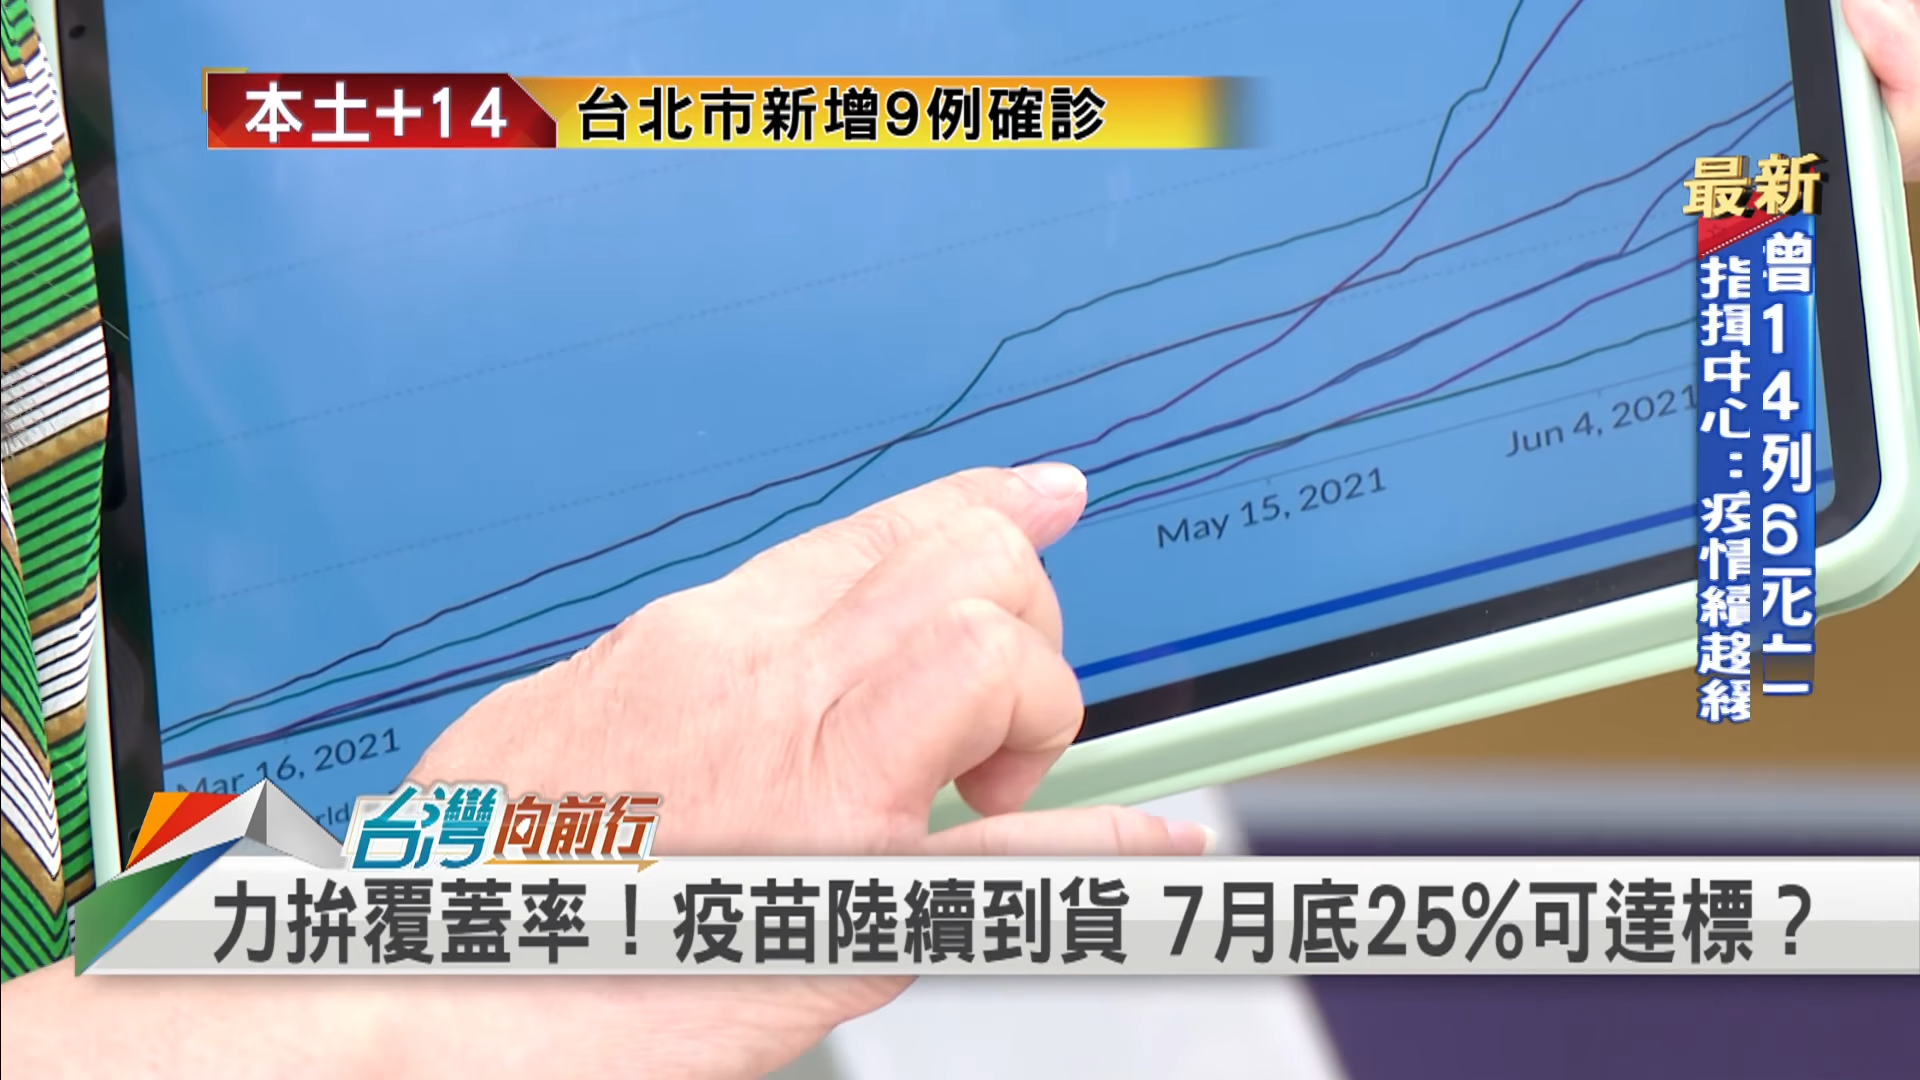 本土+14 台北市新增9例確診
最新
增14例6死亡
指揮中心：疫情續趨緩
Jun 4, 2021
May 15, 2021
Mar 16, 2021
台灣向前行
力拚覆蓋率！疫苗陸續到貨 7月底25%可達標？